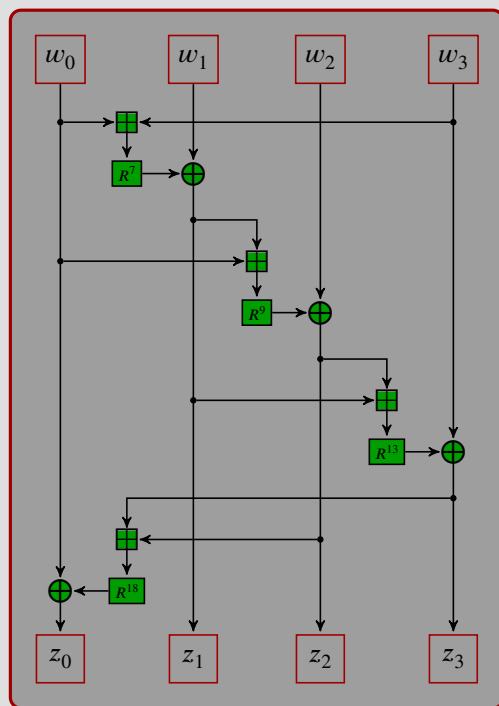 w₀ w₁ w₂ w₃
R⁷
R⁹
R¹³
R¹⁸
z₀ z₁ z₂ z₃